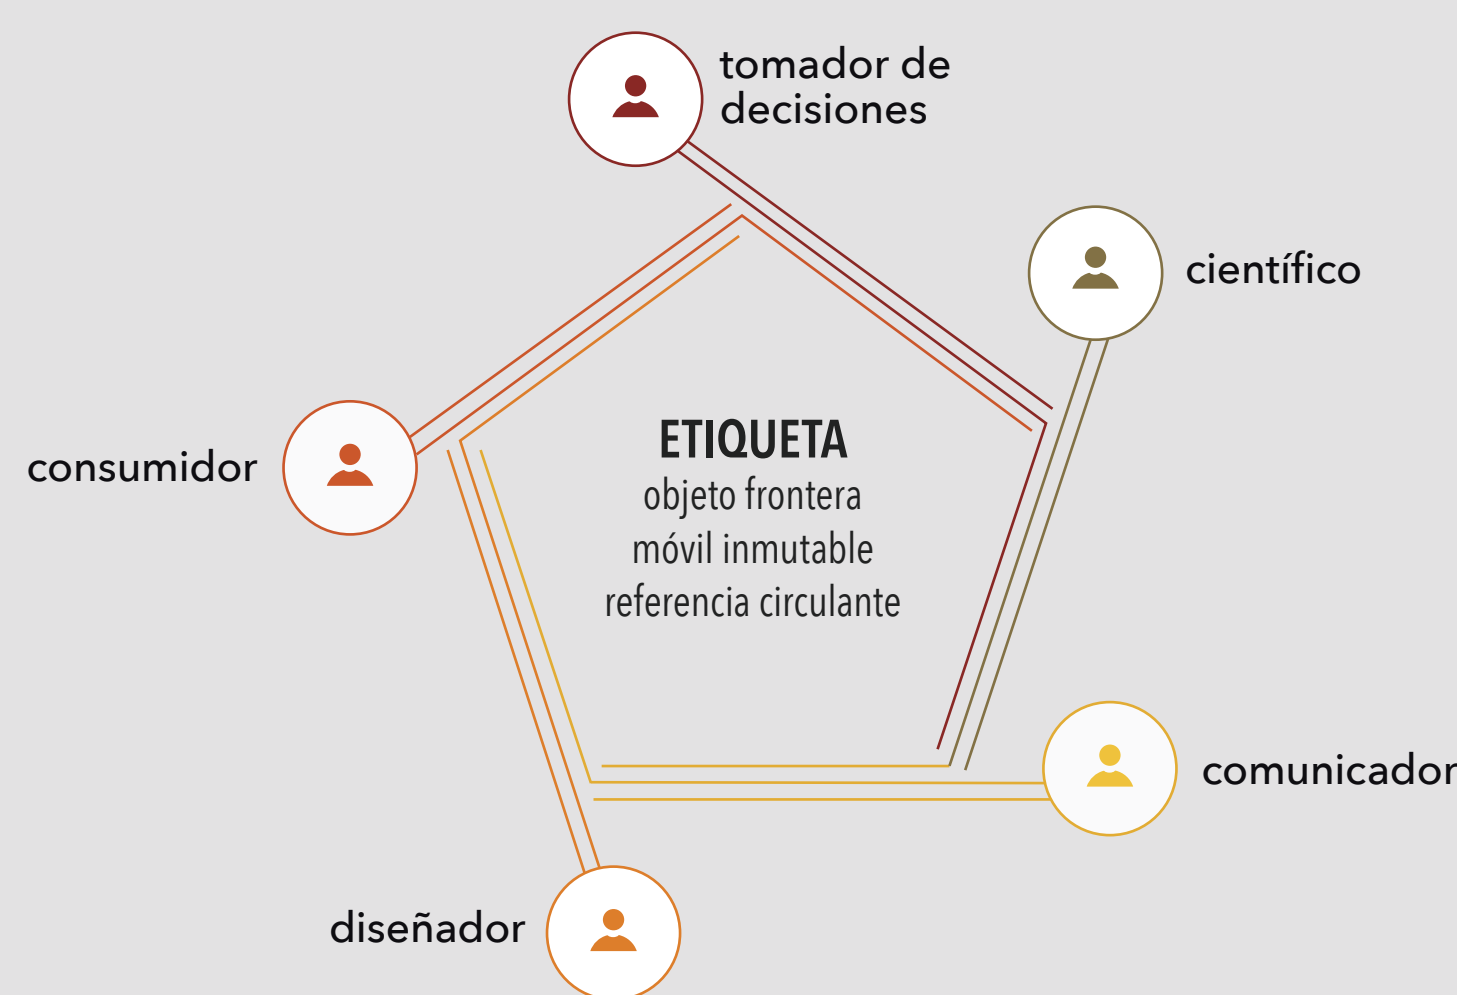 tomador de
decisiones
científico
consumidor
ETIQUETA
objeto frontera
móvil inmutable
referencia circulante
comunicador
diseñador